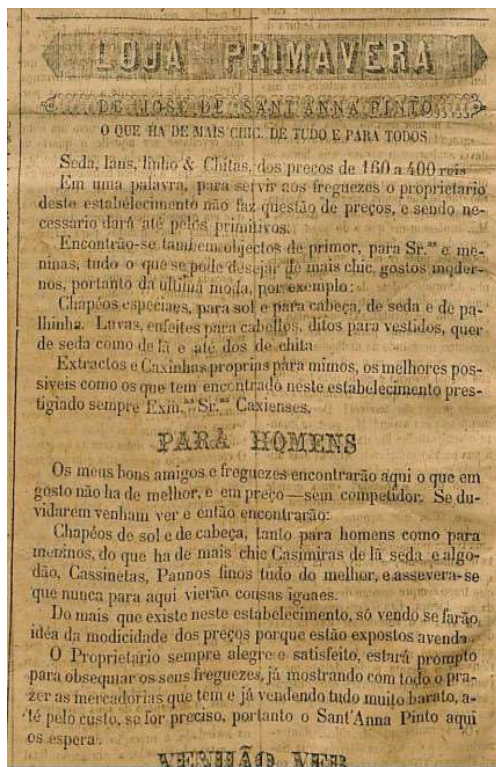 LOJA PRIMAVERA
DE JOSÉ DE SANT'ANNA PINTO
O QUE HA DE MAIS CHIC, DE TUDO E PARA TODOS
Seda, lans, linho & Chitas, dos preços de 160 a 400 reis
Em uma palavra, para servir aos freguezes o proprietario
deste estabelecimento não faz questão de preços, e sendo ne-
cessario dará até pelos primitivos.
Encontrão-se tambem objectos de primor, para Sr.as e me-
ninas, tudo o que se pode desejar de mais chic, gostos moder-
nos, portanto da ultima moda, por exemplo:
Chapéos especiaes, para sol e para cabeça, de seda e de pa-
lhinha. Luvas, enfeites para cabellos, ditos para vestidos, quer
de seda como de lã e até dos de chita
Extractos e Caxinhas proprias para mimos, os melhores pos-
siveis como os que tem encontrado neste estabelecimento pres-
tigiado sempre Exm.as Sr.as Caxienses.
PARA HOMENS
Os meus bons amigos e freguezes encontrarão aqui o que em
gosto não ha de melhor, e em preço—sem competidor. Se du-
vidarem venham ver e então encontrarão:
Chapéos de sol e de cabeça, tanto para homens como para
meninos, do que ha de mais chic Casimiras de lã, seda e algo-
dão, Cassinetas, Pannos finos tudo do melhor, e assevera-se
que nunca para aqui vierão cousas iguaes.
Do mais que existe neste estabelecimento, só vendo se farão,
idéa da modicidade dos preços porque estão expostos avenda.
O Proprietario sempre alegre e satisfeito, estará prompto
para obsequiar os seus freguezes, já mostrando com todo o pra-
zer as mercadorias que tem e já vendendo tudo muito barato, a-
té pelo custo, se for preciso, portanto o Sant'Anna Pinto aqui
os espera.
VENHÃO VER